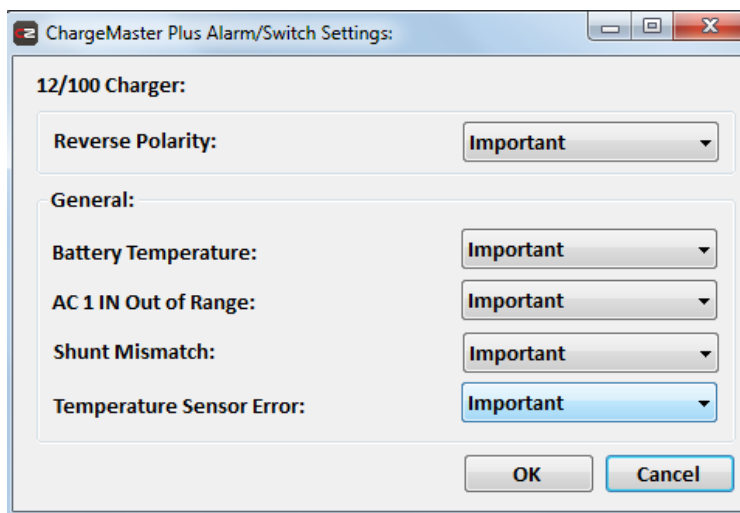 CZ ChargeMaster Plus Alarm/Switch Settings:
12/100 Charger:
Reverse Polarity: Important
General:
Battery Temperature: Important
AC 1 IN Out of Range: Important
Shunt Mismatch: Important
Temperature Sensor Error: Important
OK Cancel